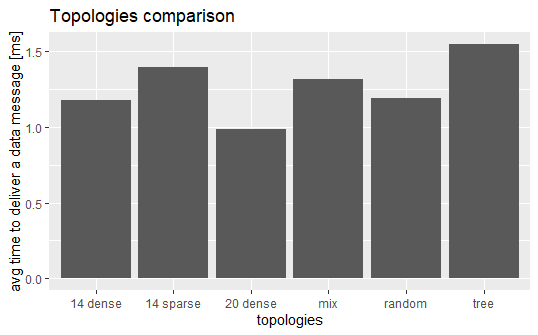 Topologies comparison
avg time to deliver a data message [ms]
1.5
1.0
0.5
0.0
14 dense 14 sparse 20 dense mix random tree
topologies